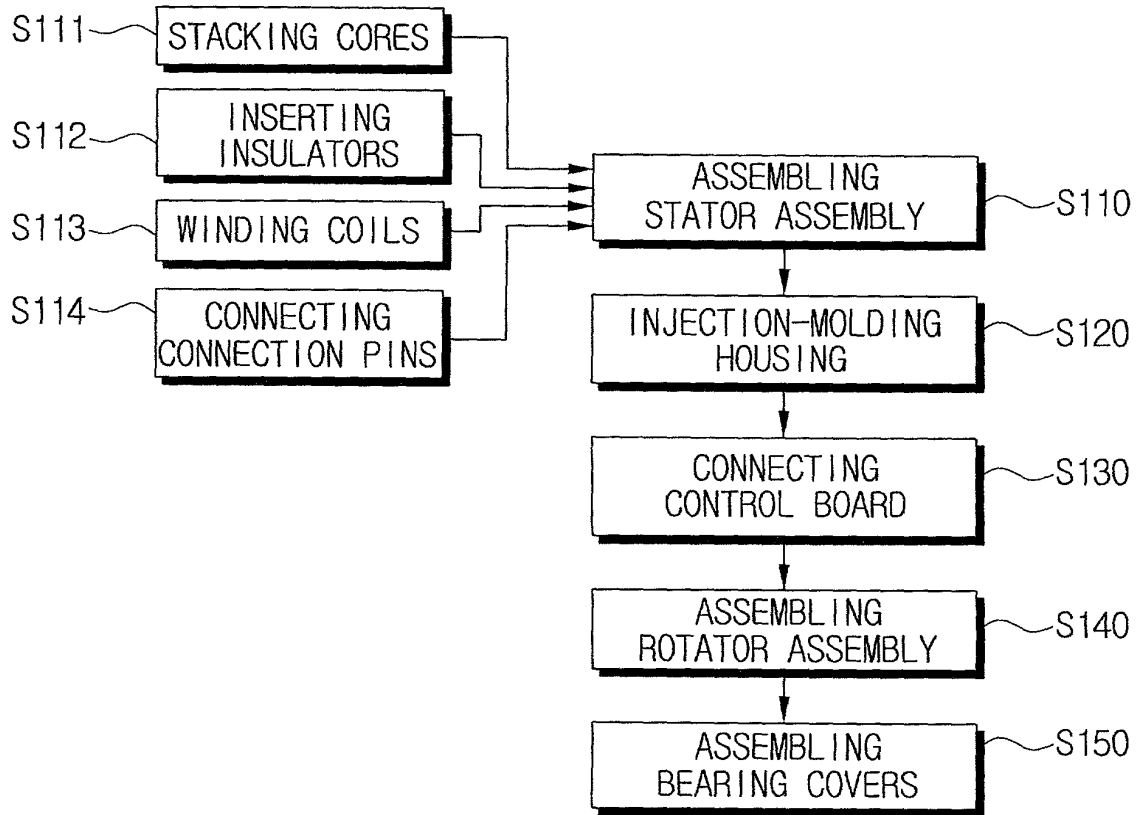 S111
STACKING CORES
S112
INSERTING
INSULATORS
S113
WINDING COILS
S114
CONNECTING
CONNECTION PINS
ASSEMBLING
STATOR ASSEMBLY
S110
INJECTION-MOLDING
HOUSING
S120
CONNECTING
CONTROL BOARD
S130
ASSEMBLING
ROTATOR ASSEMBLY
S140
ASSEMBLING
BEARING COVERS
S150